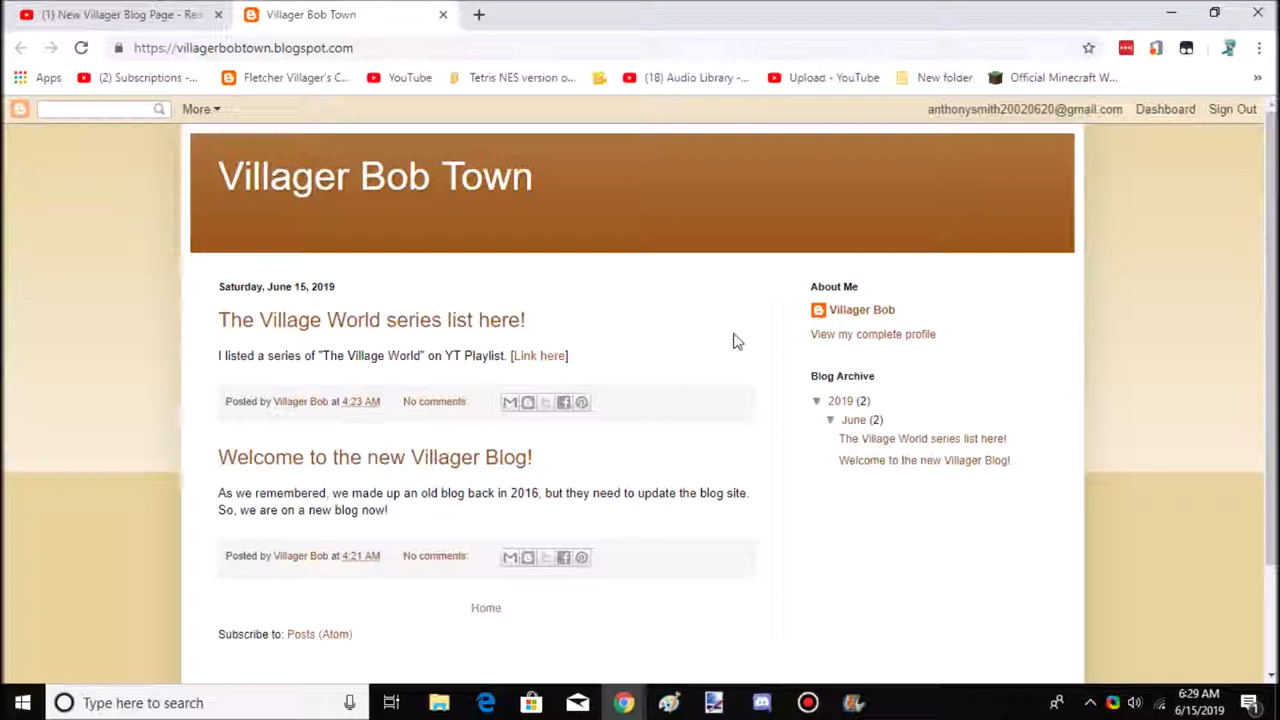 (1) New Villager Blog Page - Rec
Villager Bob Town
https://villagerbobtown.blogspot.com
Apps
(2) Subscriptions -...
Fletcher Villager's C...
YouTube
Tetris NES version o...
(18) Audio Library -...
Upload - YouTube
New folder
Official Minecraft W...
»
More
anthonysmith20020620@gmail.com
Dashboard
Sign Out
Villager Bob Town
Saturday, June 15, 2019
The Village World series list here!
I listed a series of "The Village World" on YT Playlist. [Link here]
Posted by Villager Bob at 4:23 AM No comments:
Welcome to the new Villager Blog!
As we remembered, we made up an old blog back in 2016, but they need to update the blog site.
So, we are on a new blog now!
Posted by Villager Bob at 4:21 AM No comments:
Home
Subscribe to: Posts (Atom)
About Me
Villager Bob
View my complete profile
Blog Archive
▼ 2019 (2)
▼ June (2)
The Village World series list here!
Welcome to the new Villager Blog!
Type here to search
6:29 AM
6/15/2019